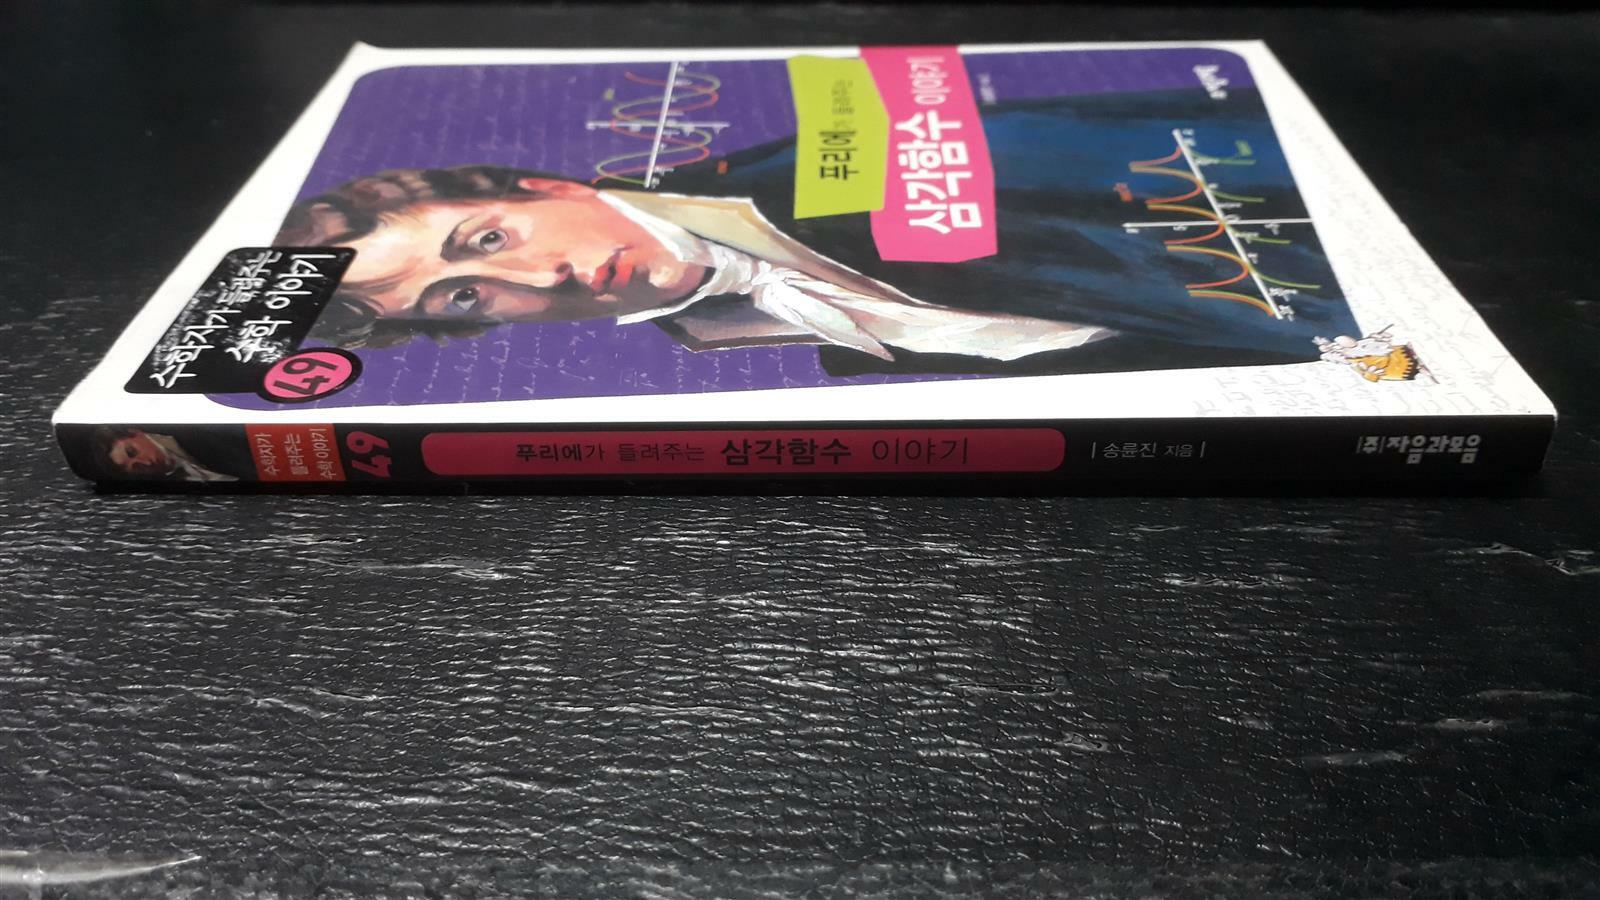 수학자가 들려주는
수학 이야기
49
푸리에가 들려주는
삼각함수 이야기
수학자가
들려주는
수학 이야기
49
푸리에가 들려주는 삼각함수 이야기
| 송륜진 지음 |
㈜자음과모음